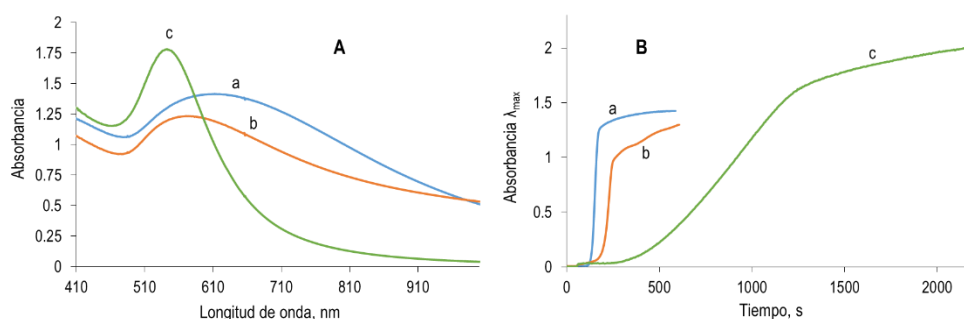 A
Absorbancia
2
1.75
1.5
1.25
1
0.75
0.5
0.25
0
c
a
b
410 510 610 710 810 910
Longitud de onda, nm
B
Absorbancia λmax
2
1.5
1
0.5
0
a
b
c
0 500 1000 1500 2000
Tiempo, s